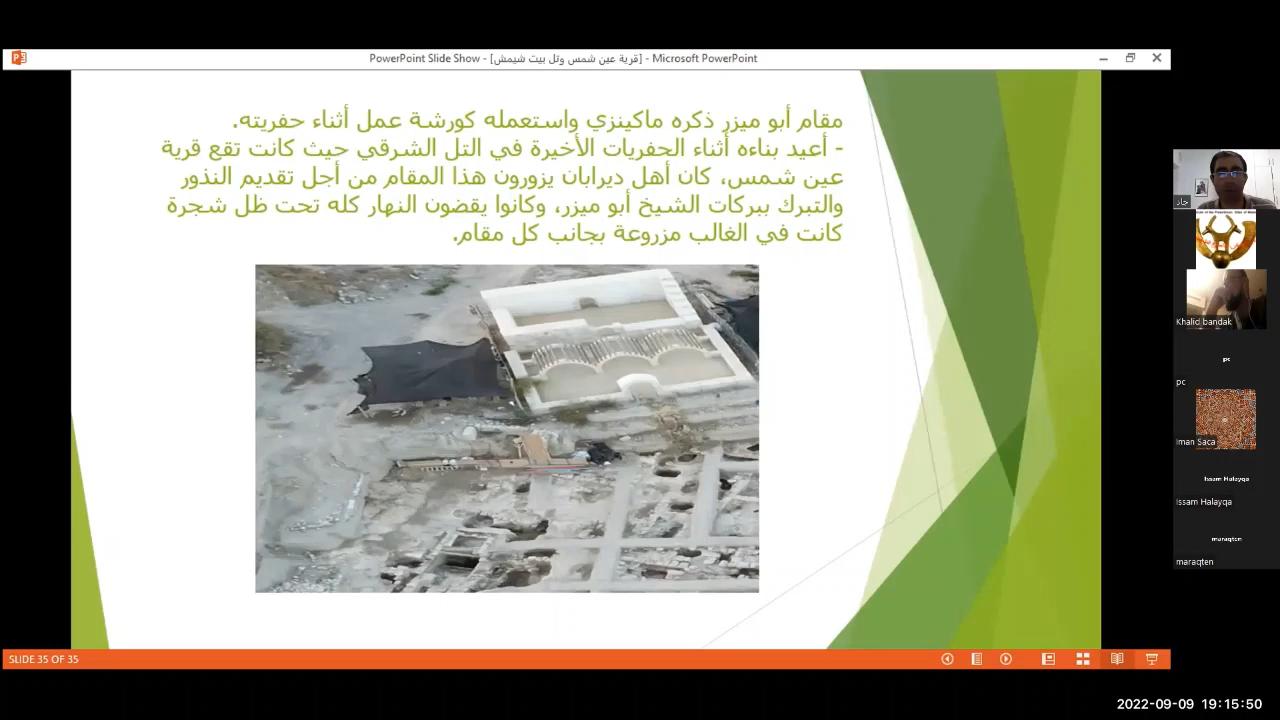 PowerPoint Slide Show - [قرية عين شمس وتل بيت شيمش] - Microsoft PowerPoint
مقام أبو ميزر ذكره ماكينزي واستعمله كورشة عمل أثناء حفريته.
- أعيد بناءه أثناء الحفريات الأخيرة في التل الشرقي حيث كانت تقع قرية
عين شمس، كان أهل ديرابان يزورون هذا المقام من أجل تقديم النذور
والتبرك ببركات الشيخ أبو ميزر، وكانوا يقضون النهار كله تحت ظل شجرة
كانت في الغالب مزروعة بجانب كل مقام.
جاد
Khalid bandak
pc
pc
Iman Saca
Issam Halayqa
Issam Halayqa
maraqten
maraqten
SLIDE 35 OF 35
2022-09-09 19:15:50